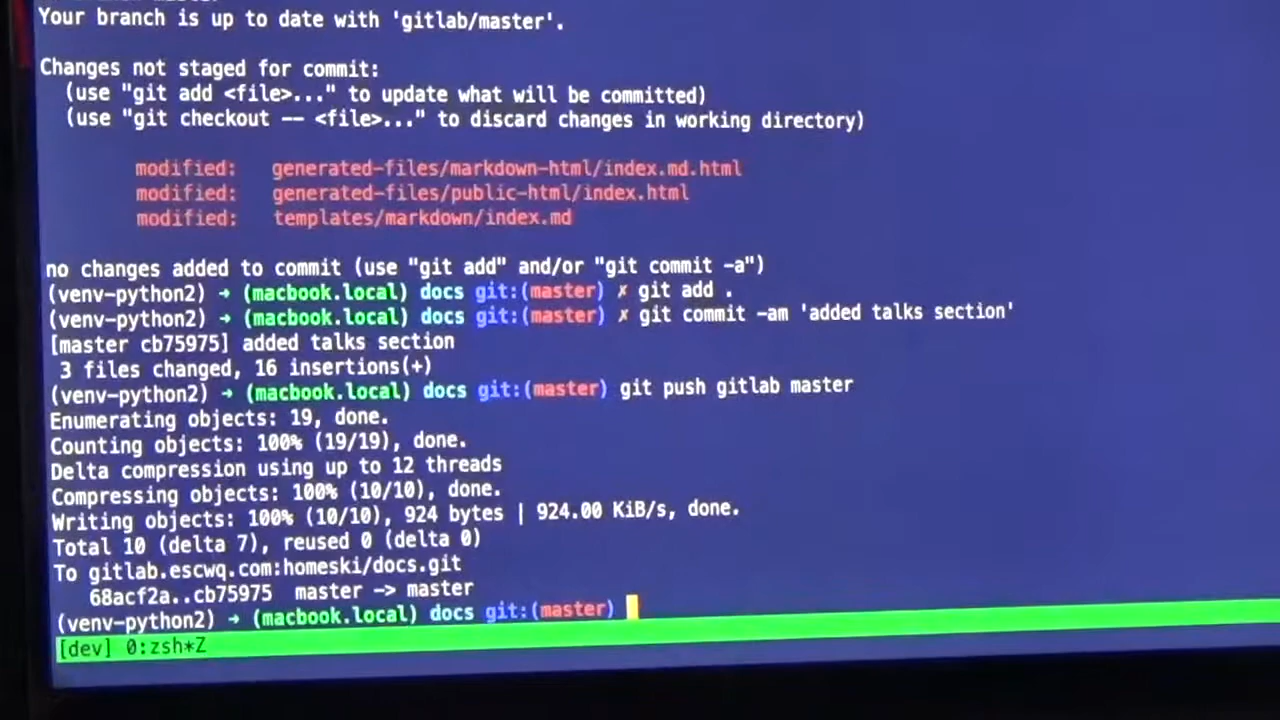 Your branch is up to date with 'gitlab/master'.
Changes not staged for commit:
(use "git add <file>..." to update what will be committed)
(use "git checkout -- <file>..." to discard changes in working directory)
modified: generated-files/markdown-html/index.md.html
modified: generated-files/public-html/index.html
modified: templates/markdown/index.md
no changes added to commit (use "git add" and/or "git commit -a")
(venv-python2) → (macbook.local) docs git:(master) ✗ git add .
(venv-python2) → (macbook.local) docs git:(master) ✗ git commit -am 'added talks section'
[master cb75975] added talks section
3 files changed, 16 insertions(+)
(venv-python2) → (macbook.local) docs git:(master) git push gitlab master
Enumerating objects: 19, done.
Counting objects: 100% (19/19), done.
Delta compression using up to 12 threads
Compressing objects: 100% (10/10), done.
Writing objects: 100% (10/10), 924 bytes | 924.00 KiB/s, done.
Total 10 (delta 7), reused 0 (delta 0)
To gitlab.escwq.com:homeski/docs.git
68acf2a..cb75975 master -> master
(venv-python2) → (macbook.local) docs git:(master)
[dev] 0:zsh*Z